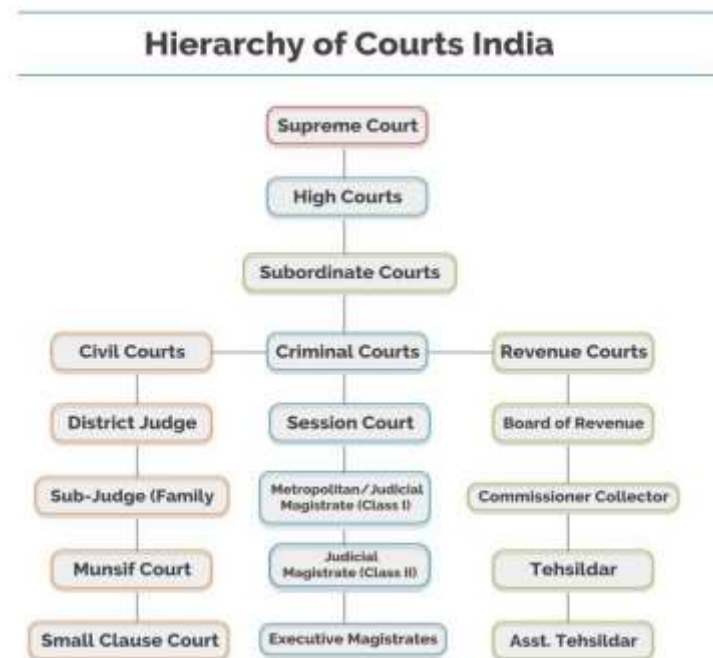 Hierarchy of Courts India
Supreme Court
High Courts
Subordinate Courts
Civil Courts
Criminal Courts
Revenue Courts
District Judge
Session Court
Board of Revenue
Sub-Judge (Family
Metropolitan/Judicial
Magistrate (Class I)
Commissioner Collector
Munsif Court
Judicial
Magistrate (Class II)
Tehsildar
Small Clause Court
Executive Magistrates
Asst. Tehsildar